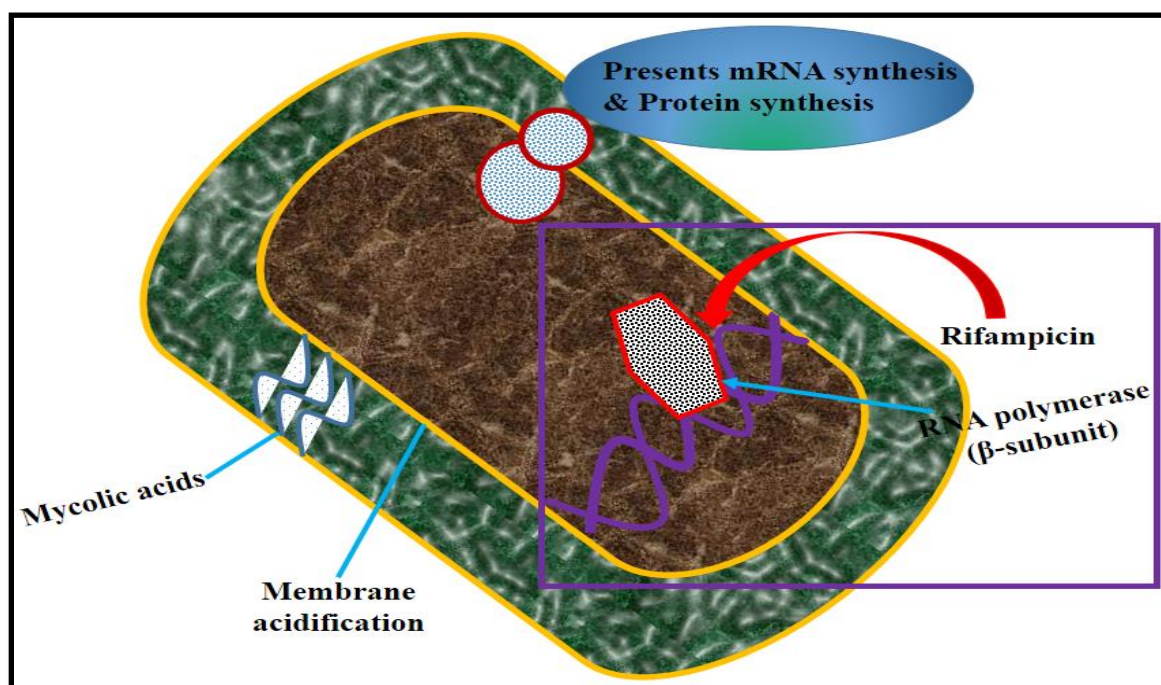 Presents mRNA synthesis
& Protein synthesis
Rifampicin
RNA polymerase
(β-subunit)
Mycolic acids
Membrane
acidification